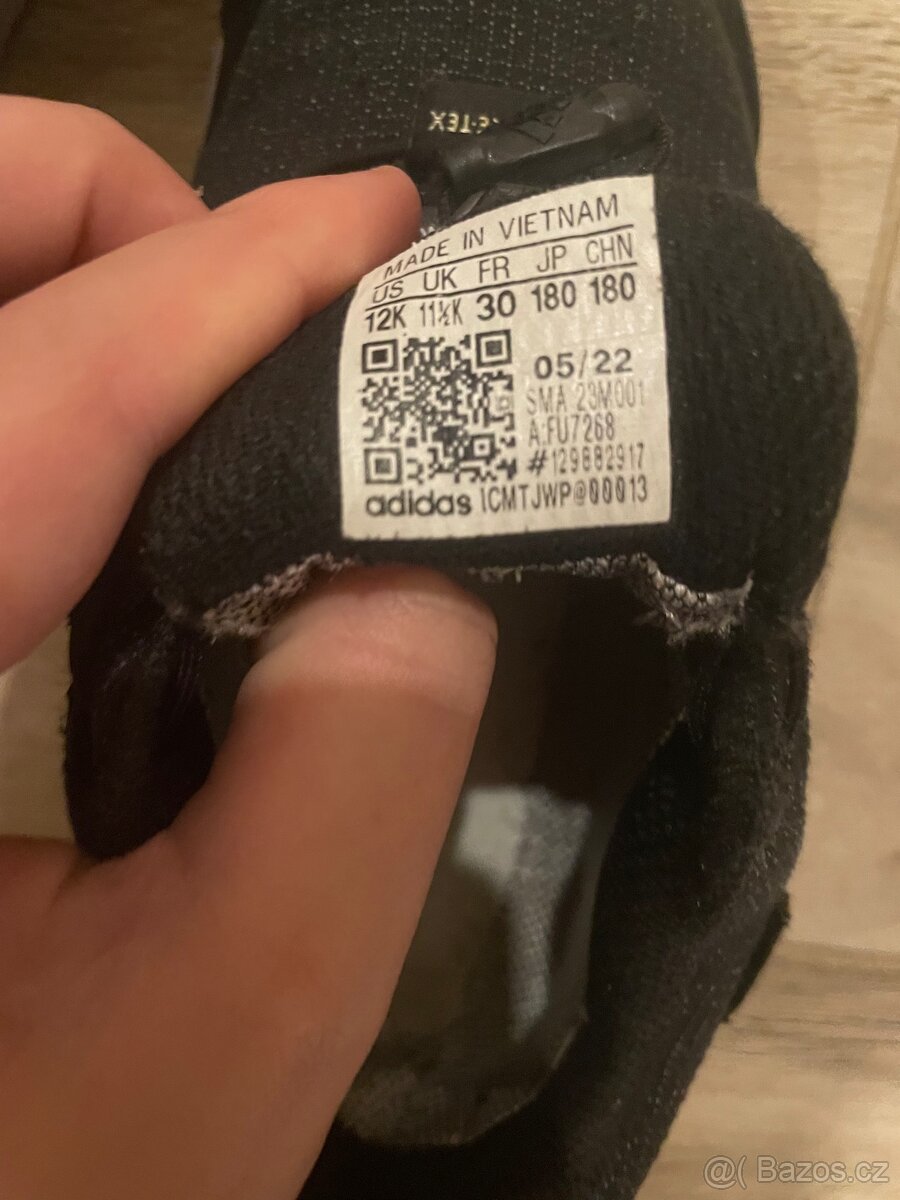 MADE IN VIETNAM
US UK FR JP CHN
12K 11½K 30 180 180
05/22
SMA 23M001
A:FU7268
#129882917
adidas 1CMTJWP@00013
@( Bazos.cz